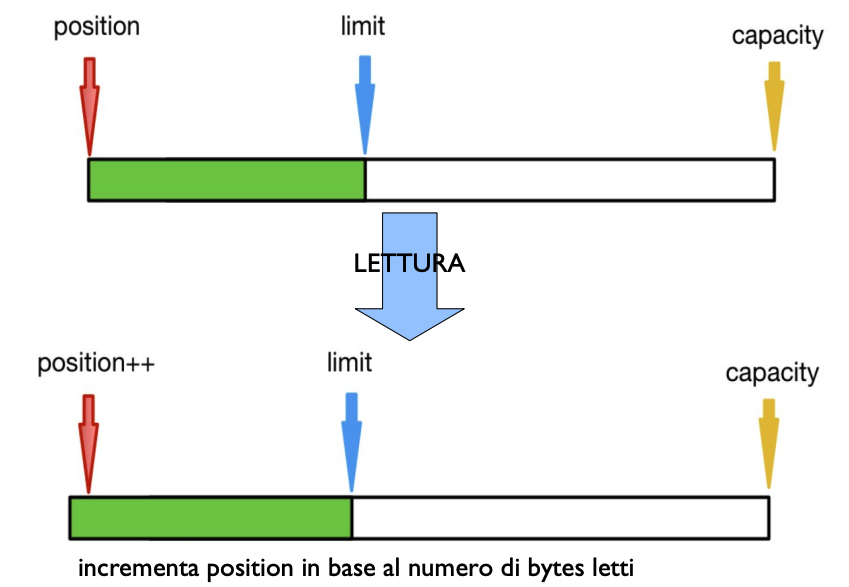 position
limit
capacity
LETTURA
position++
limit
capacity
incrementa position in base al numero di bytes letti